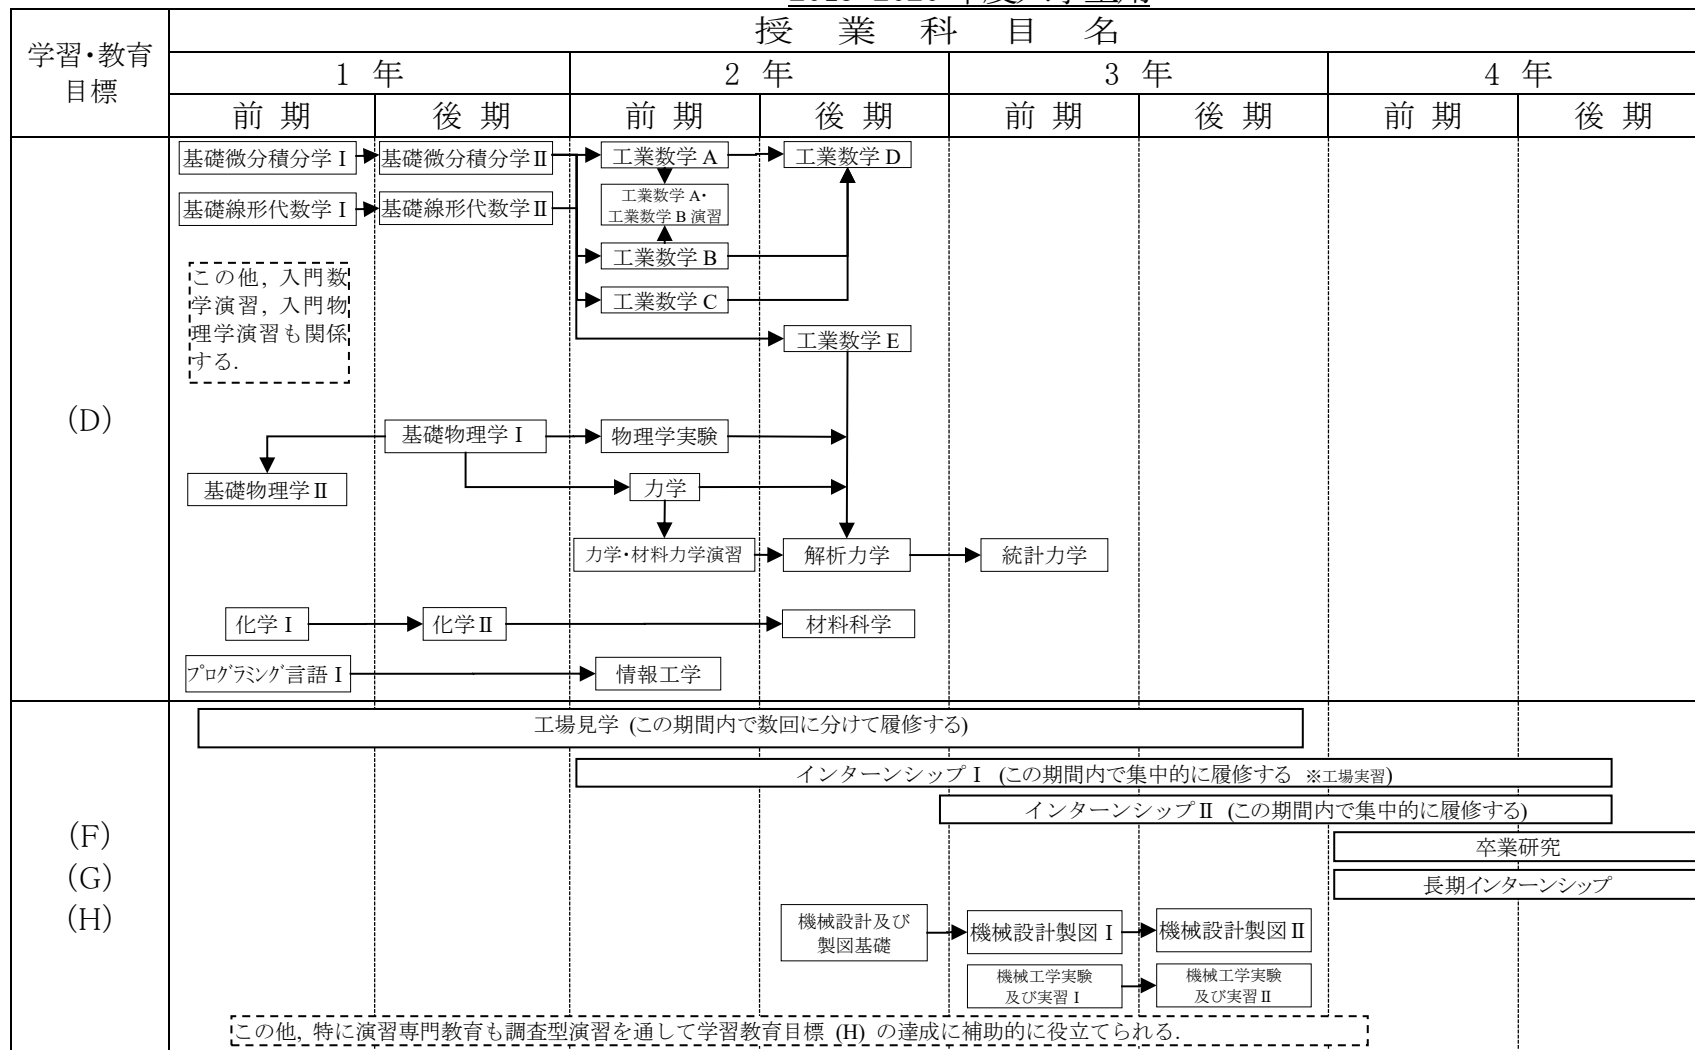 学習・教育
目標
授業科目名
1 年
2 年
3 年
4 年
前期
後期
前期
後期
前期
後期
前期
後期
(D)
基礎微分積分学Ⅰ
基礎微分積分学Ⅱ
工業数学 A
工業数学 D
基礎線形代数学Ⅰ
基礎線形代数学Ⅱ
工業数学 A・
工業数学 B 演習
工業数学 B
この他, 入門数
学演習, 入門物
理学演習も関係
する.
工業数学 C
工業数学 E
基礎物理学Ⅰ
物理学実験
基礎物理学Ⅱ
力学
力学・材料力学演習
解析力学
統計力学
化学Ⅰ
化学Ⅱ
材料科学
プログラミング言語Ⅰ
情報工学
(F)
(G)
(H)
工場見学 (この期間内で数回に分けて履修する)
インターンシップⅠ (この期間内で集中的に履修する ※工場実習)
インターンシップⅡ (この期間内で集中的に履修する)
卒業研究
長期インターンシップ
機械設計及び
製図基礎
機械設計製図Ⅰ
機械設計製図Ⅱ
機械工学実験
及び実習Ⅰ
機械工学実験
及び実習Ⅱ
この他, 特に演習専門教育も調査型演習を通して学習教育目標 (H) の達成に補助的に役立てられる.